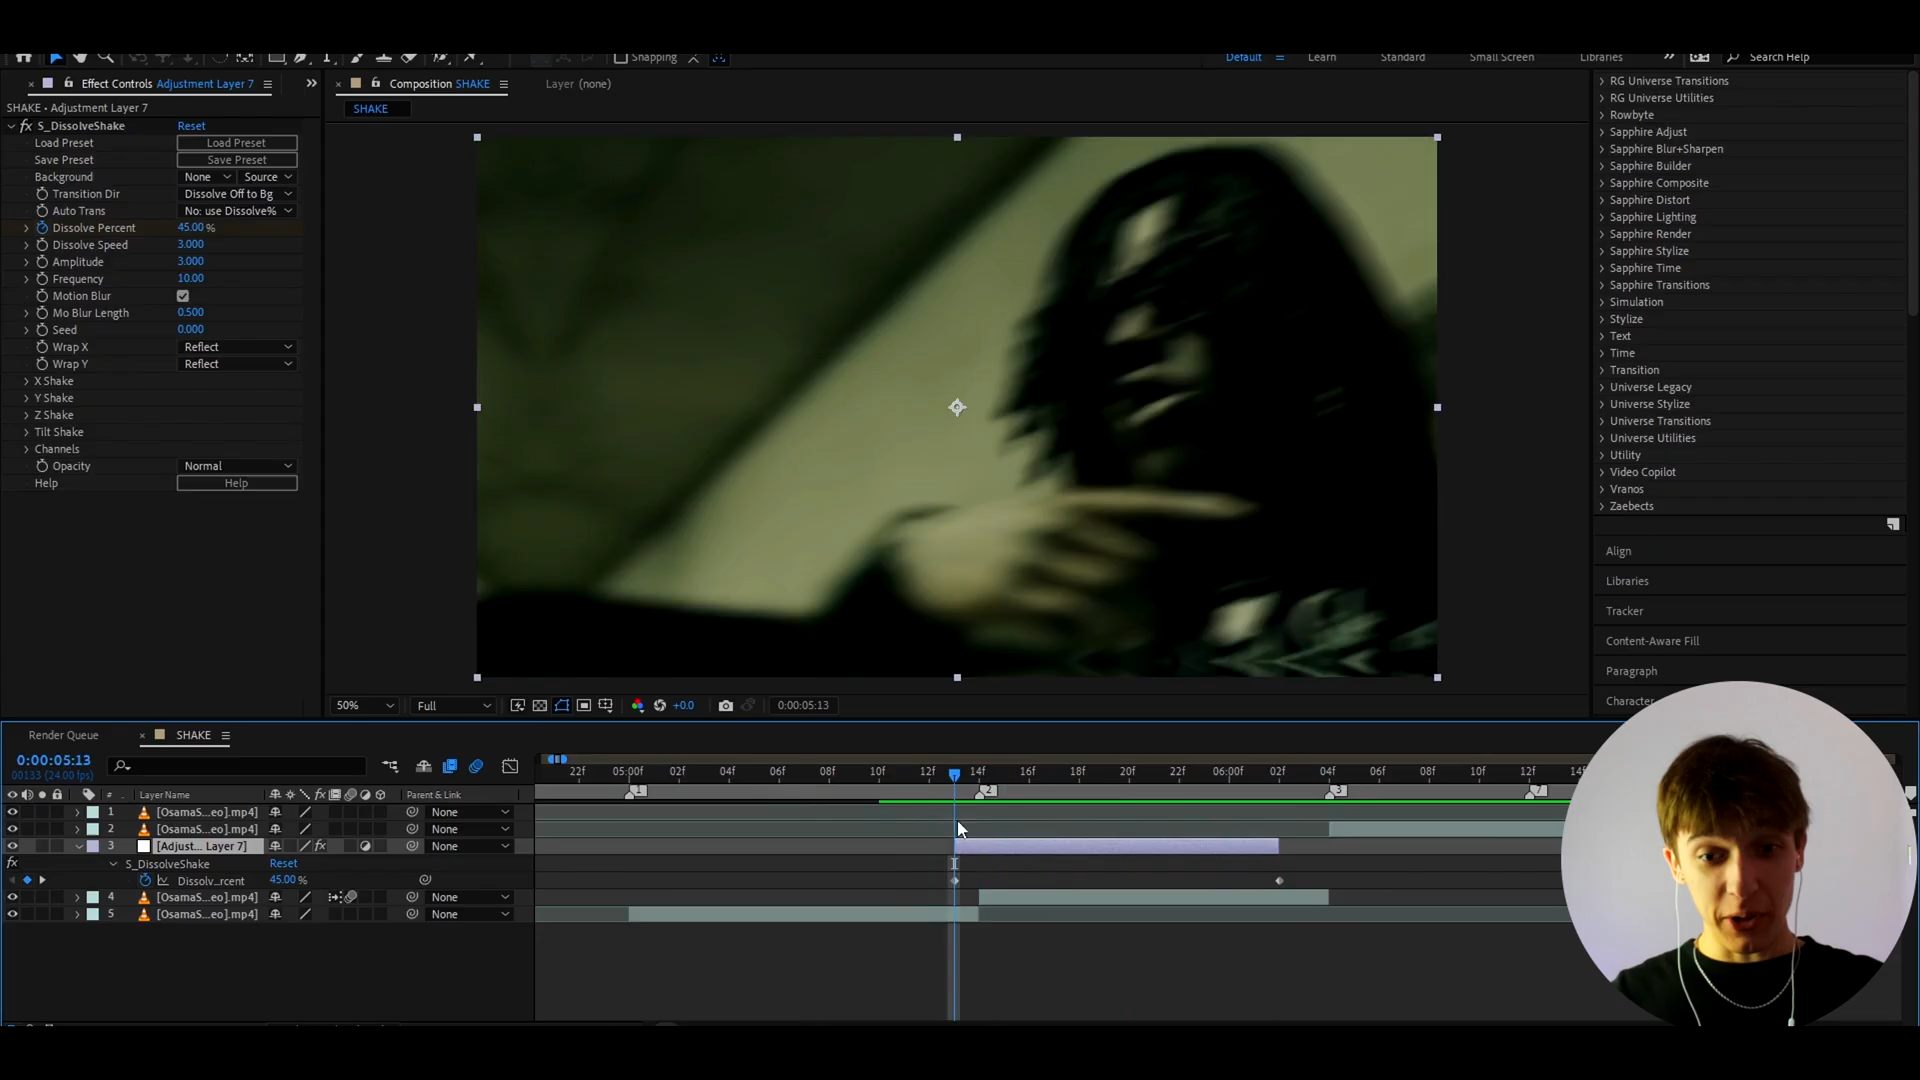 Snapping
Default
Learn
Standard
Small Screen
Libraries
Search Help
Effect Controls Adjustment Layer 7
SHAKE • Adjustment Layer 7
S_DissolveShake Reset
Load Preset Load Preset
Save Preset Save Preset
Background None Source
Transition Dir Dissolve Off to Bg
Auto Trans No: use Dissolve%
Dissolve Percent 45.00 %
Dissolve Speed 3.000
Amplitude 3.000
Frequency 10.00
Motion Blur
Mo Blur Length 0.500
Seed 0.000
Wrap X Reflect
Wrap Y Reflect
X Shake
Y Shake
Z Shake
Tilt Shake
Channels
Opacity Normal
Help Help
Composition SHAKE
Layer (none)
SHAKE
50% Full +0.0 0:00:05:13
RG Universe Transitions
RG Universe Utilities
Rowbyte
Sapphire Adjust
Sapphire Blur+Sharpen
Sapphire Builder
Sapphire Composite
Sapphire Distort
Sapphire Lighting
Sapphire Render
Sapphire Stylize
Sapphire Time
Sapphire Transitions
Simulation
Stylize
Text
Time
Transition
Universe Legacy
Universe Stylize
Universe Transitions
Universe Utilities
Utility
Video Copilot
Vranos
Zaebects
Align
Libraries
Tracker
Content-Aware Fill
Paragraph
Character
Render Queue
SHAKE
0:00:05:13
00133 (24.00 fps)
22f 05:00f 02f 04f 06f 08f 10f 12f 14f 16f 18f 20f 22f 06:00f 02f 04f 06f 08f 10f 12f
1 2 3 7
# Layer Name Parent & Link
1 [OsamaS...eo].mp4] None
2 [OsamaS...eo].mp4] None
3 [Adjust... Layer 7] None
S_DissolveShake Reset
Dissolv...rcent 45.00 %
4 [OsamaS...eo].mp4] None
5 [OsamaS...eo].mp4] None